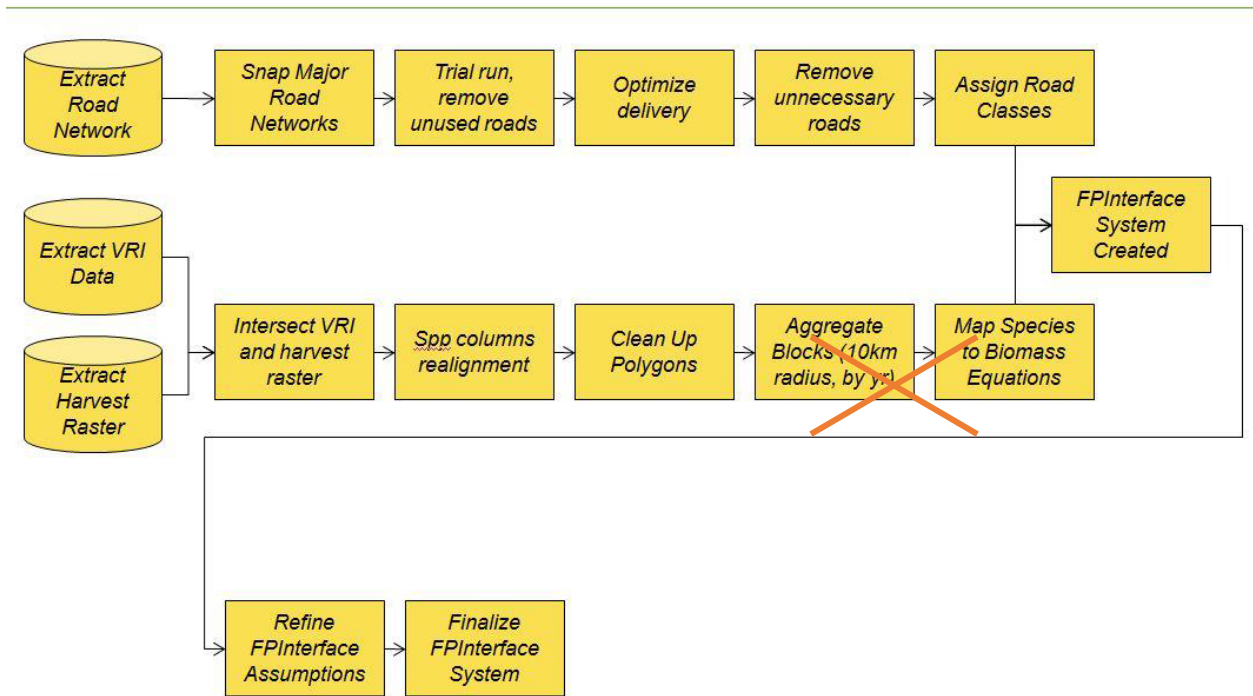 Extract
Road
Network
Snap Major
Road
Networks
Trial run,
remove
unused roads
Optimize
delivery
Remove
unnecessary
roads
Assign Road
Classes
FPInterface
System
Created
Extract VRI
Data
Extract
Harvest
Raster
Intersect VRI
and harvest
raster
Spp columns
realignment
Clean Up
Polygons
Aggregate
Blocks (10km
radius, by yr)
Map Species
to Biomass
Equations
Refine
FPInterface
Assumptions
Finalize
FPInterface
System